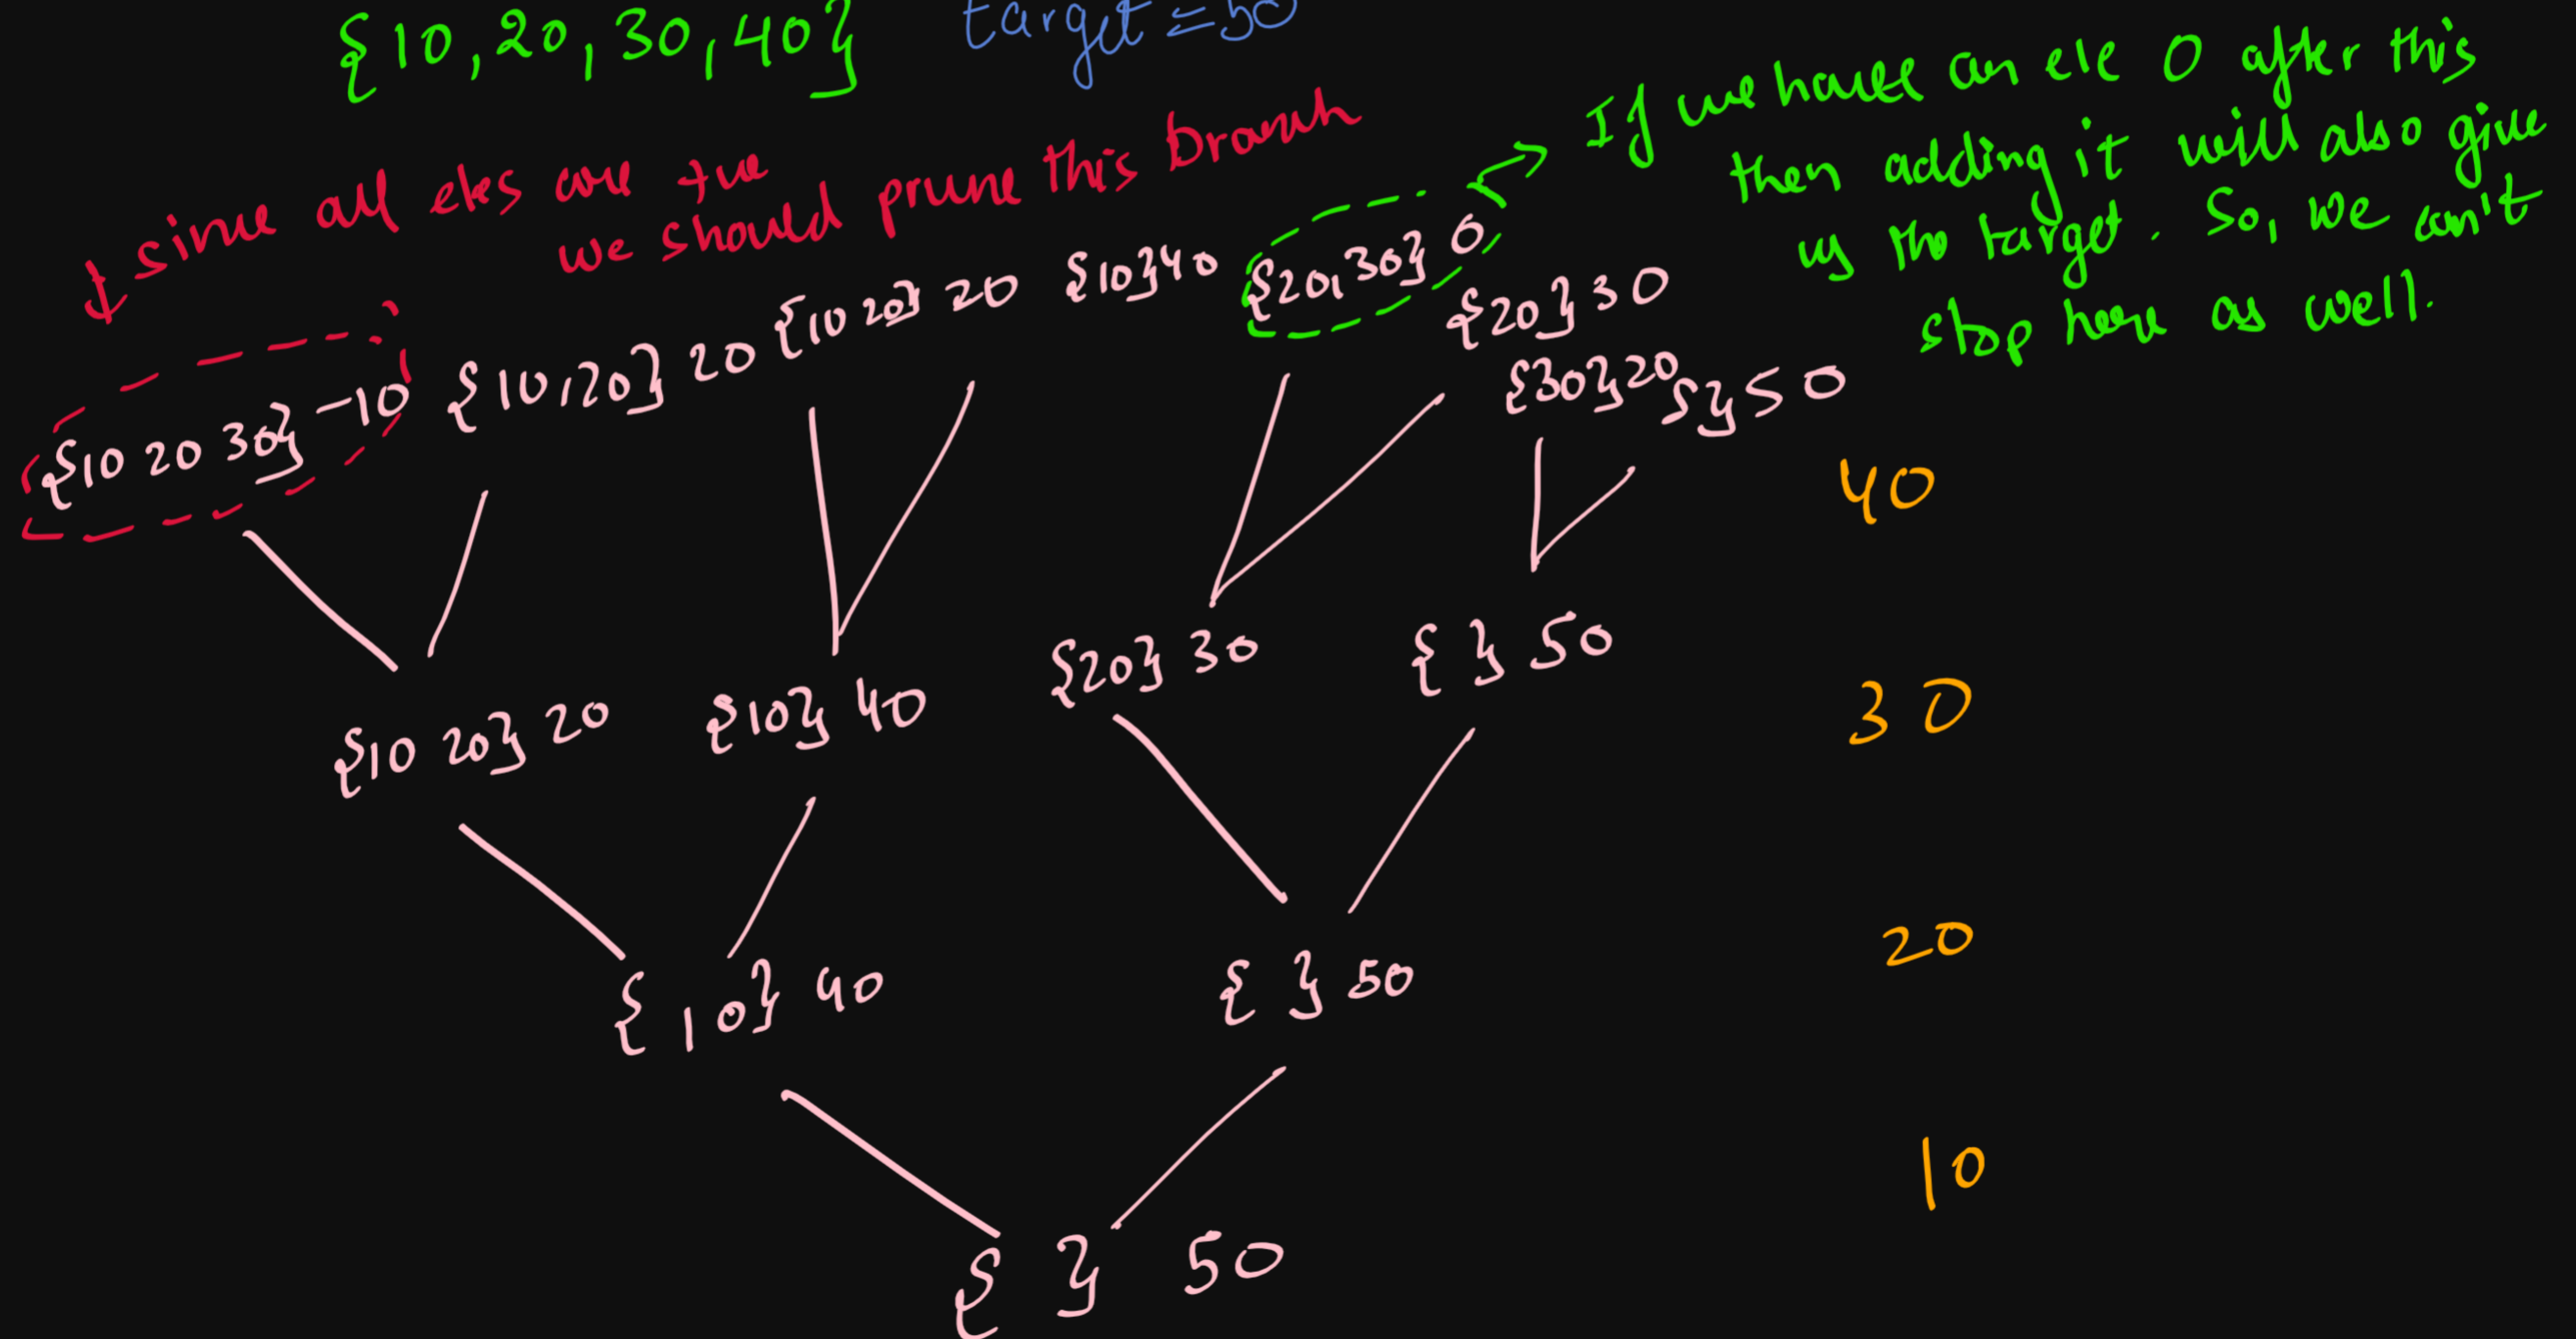 {10,20,30,40} target=50
If we have an ele 0 after this
then adding it will also give
us the target. So, we can't
stop here as well.
since all eles are +ve
we should prune this branch
{10 20 30} -10 {10,20} 20 {10 20} 20 {10}40 {20,30} 0 {20} 30
{30}20 {} 50
40
{10 20} 20 {10} 40 {20} 30 { } 50
30
{10} 40 { } 50
20
10
{ } 50